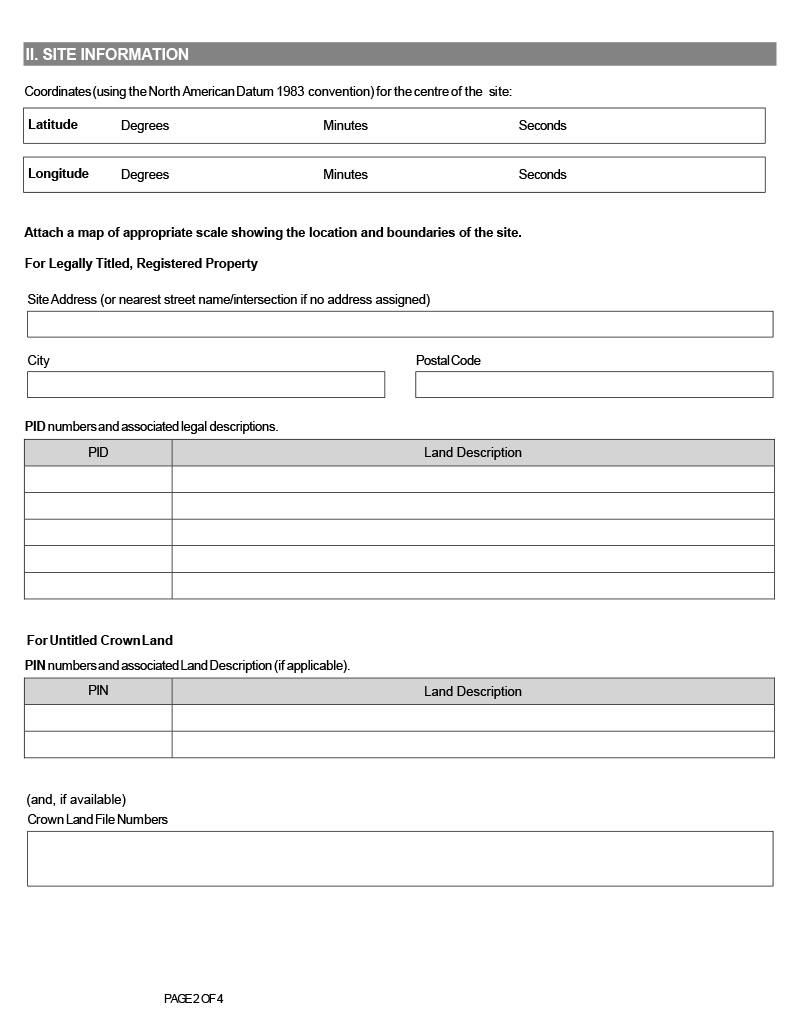 II. SITE INFORMATION
Coordinates (using the North American Datum 1983 convention) for the centre of the site:
Latitude Degrees Minutes Seconds
Longitude Degrees Minutes Seconds
Attach a map of appropriate scale showing the location and boundaries of the site.
For Legally Titled, Registered Property
Site Address (or nearest street name/intersection if no address assigned)
City Postal Code
PID numbers and associated legal descriptions.
PID Land Description
For Untitled Crown Land
PIN numbers and associated Land Description (if applicable).
PIN Land Description
(and, if available)
Crown Land File Numbers
PAGE 2 OF 4